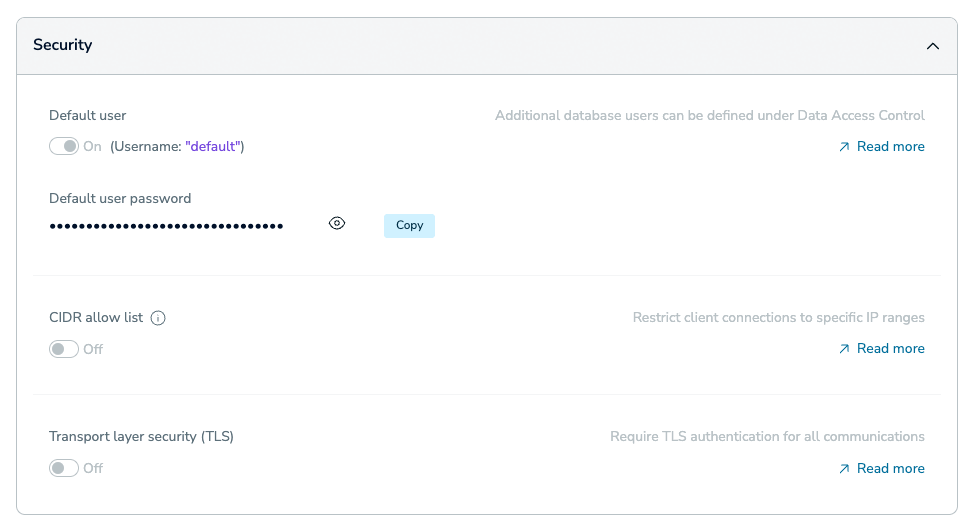 Security
Default user
Additional database users can be defined under Data Access Control
On (Username: "default")
Read more
Default user password
••••••••••••••••••••••••••••••••
Copy
CIDR allow list
Restrict client connections to specific IP ranges
Off
Read more
Transport layer security (TLS)
Require TLS authentication for all communications
Off
Read more